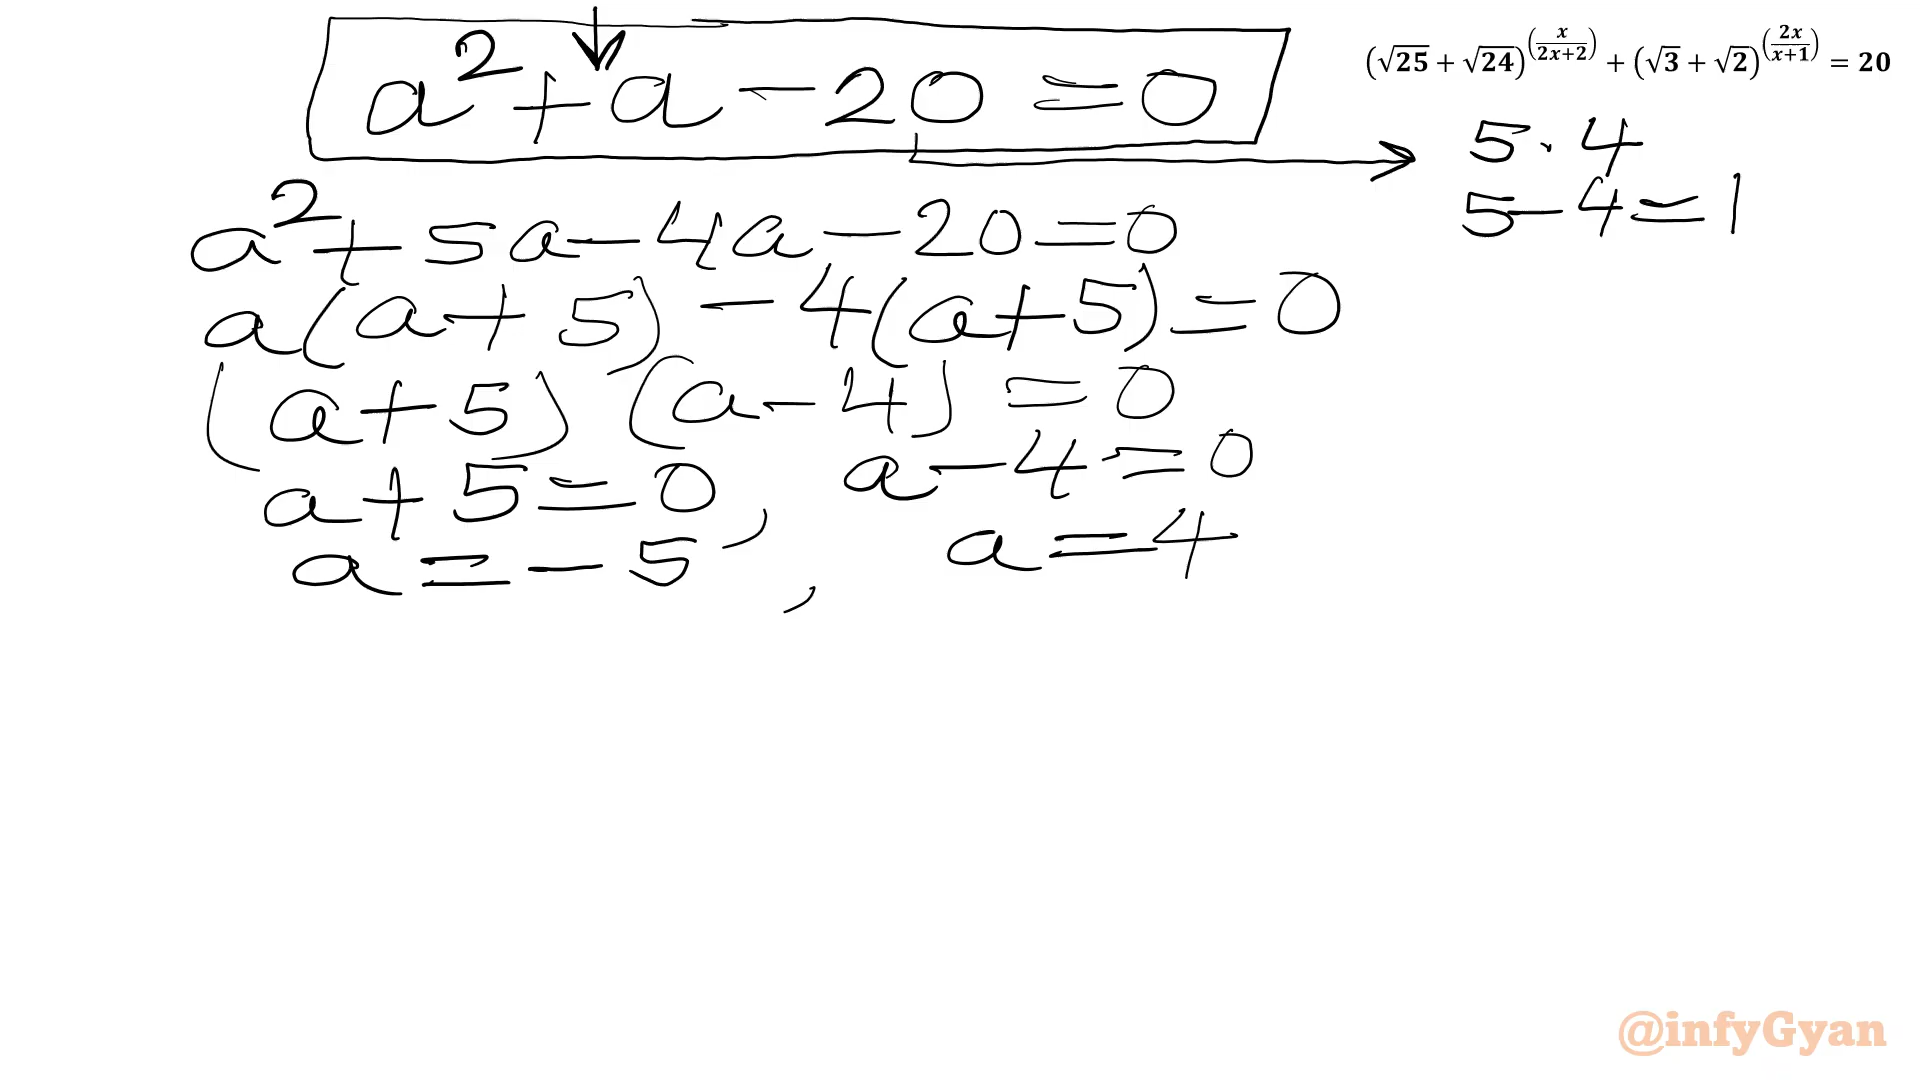 a² + a - 20 = 0
(√25 + √24)^(x/(2x+2)) + (√3 + √2)^(2x/(x+1)) = 20
5 · 4
5 - 4 = 1
a² + 5a - 4a - 20 = 0
a(a + 5) - 4(a + 5) = 0
(a + 5) (a - 4) = 0
a + 5 = 0 , a - 4 = 0
a = - 5 , a = 4
@infyGyan